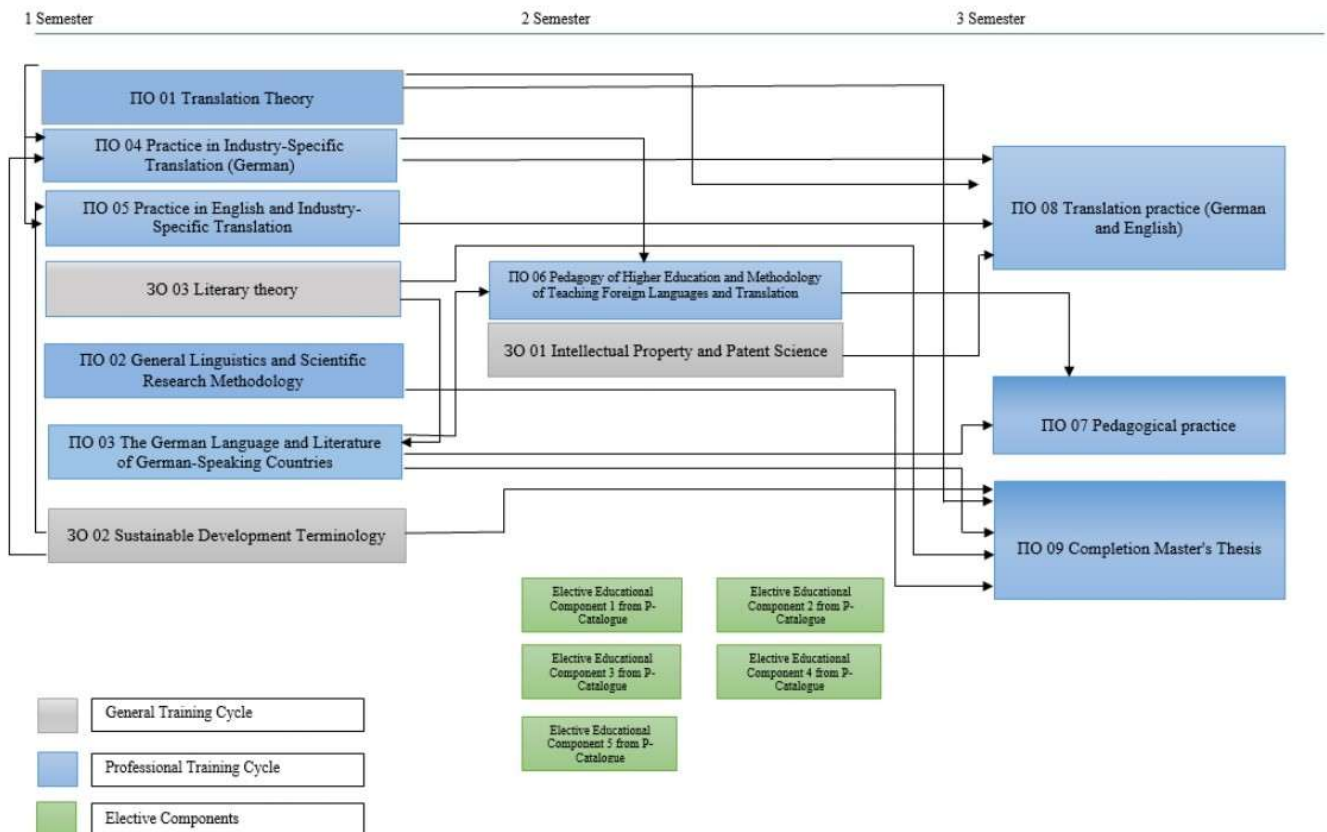 1 Semester
2 Semester
3 Semester
ПО 01 Translation Theory
ПО 04 Practice in Industry-Specific
Translation (German)
ПО 05 Practice in English and Industry-
Specific Translation
ЗО 03 Literary theory
ПО 02 General Linguistics and Scientific
Research Methodology
ПО 03 The German Language and Literature
of German-Speaking Countries
ЗО 02 Sustainable Development Terminology
ПО 06 Pedagogy of Higher Education and Methodology
of Teaching Foreign Languages and Translation
ЗО 01 Intellectual Property and Patent Science
ПО 08 Translation practice (German
and English)
ПО 07 Pedagogical practice
ПО 09 Completion Master's Thesis
Elective Educational
Component 1 from P-
Catalogue
Elective Educational
Component 2 from P-
Catalogue
Elective Educational
Component 3 from P-
Catalogue
Elective Educational
Component 4 from P-
Catalogue
Elective Educational
Component 5 from P-
Catalogue
General Training Cycle
Professional Training Cycle
Elective Components